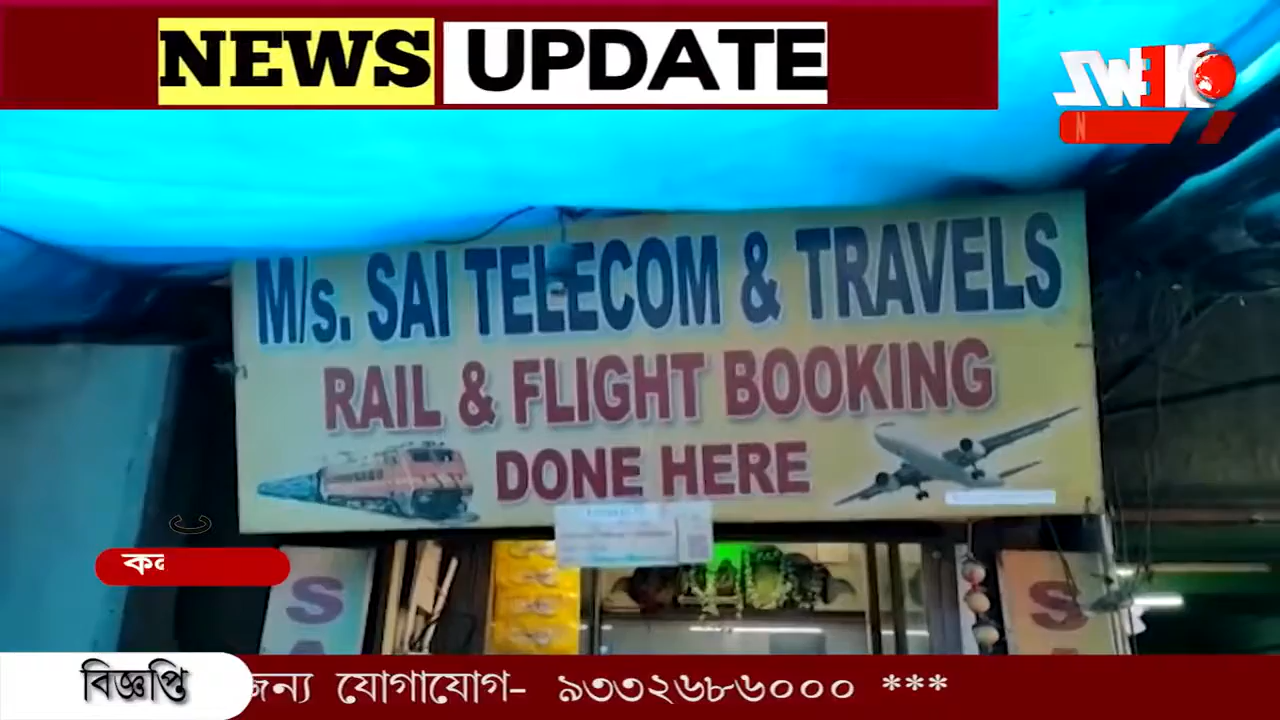 NEWS UPDATE
M/s. SAI TELECOM & TRAVELS
RAIL & FLIGHT BOOKING
DONE HERE
S
S
বিজ্ঞপ্তি
জন্য যোগাযোগ- ৯৩৩২৬৮৬০০০ ***